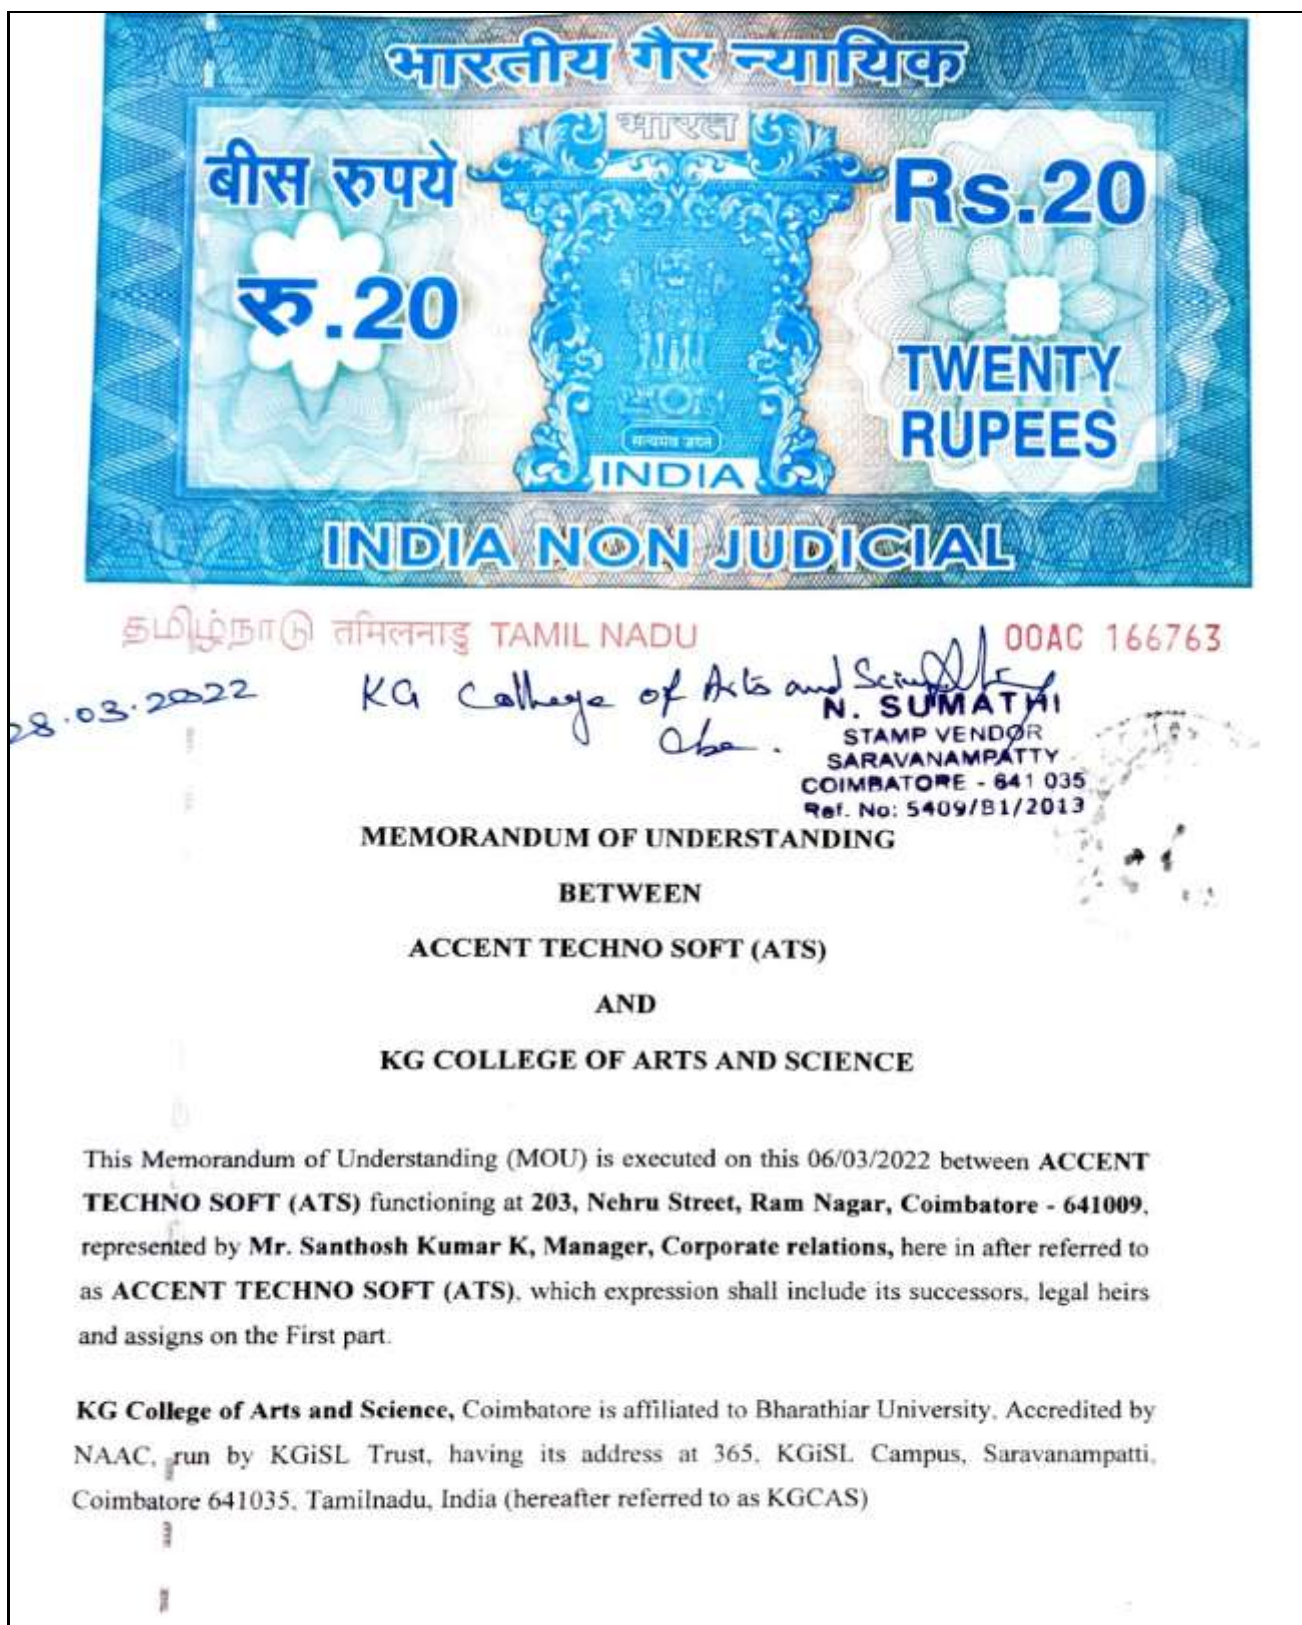 भारतीय गैर न्यायिक
भारत
बीस रुपये
Rs.20
रु.20
TWENTY
RUPEES
सत्यमेव जयते
INDIA
INDIA NON JUDICIAL
தமிழ்நாடு तमिलनाडु TAMIL NADU
00AC 166763
28.03.2022
KG College of Arts and
Cbe.
N. SUMATHI
STAMP VENDOR
SARAVANAMPATTY
COIMBATORE - 641 035
Ref. No: 5409/B1/2013
MEMORANDUM OF UNDERSTANDING
BETWEEN
ACCENT TECHNO SOFT (ATS)
AND
KG COLLEGE OF ARTS AND SCIENCE
This Memorandum of Understanding (MOU) is executed on this 06/03/2022 between ACCENT
TECHNO SOFT (ATS) functioning at 203, Nehru Street, Ram Nagar, Coimbatore - 641009,
represented by Mr. Santhosh Kumar K, Manager, Corporate relations, here in after referred to
as ACCENT TECHNO SOFT (ATS), which expression shall include its successors, legal heirs
and assigns on the First part.
KG College of Arts and Science, Coimbatore is affiliated to Bharathiar University, Accredited by
NAAC, run by KGiSL Trust, having its address at 365, KGiSL Campus, Saravanampatti,
Coimbatore 641035, Tamilnadu, India (hereafter referred to as KGCAS)